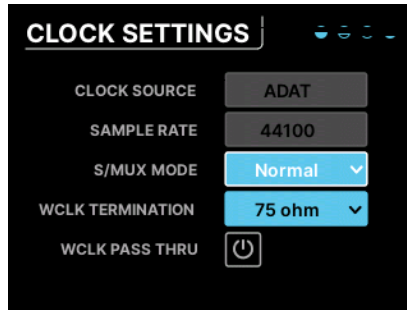 CLOCK SETTINGS
CLOCK SOURCE ADAT
SAMPLE RATE 44100
S/MUX MODE Normal
WCLK TERMINATION 75 ohm
WCLK PASS THRU